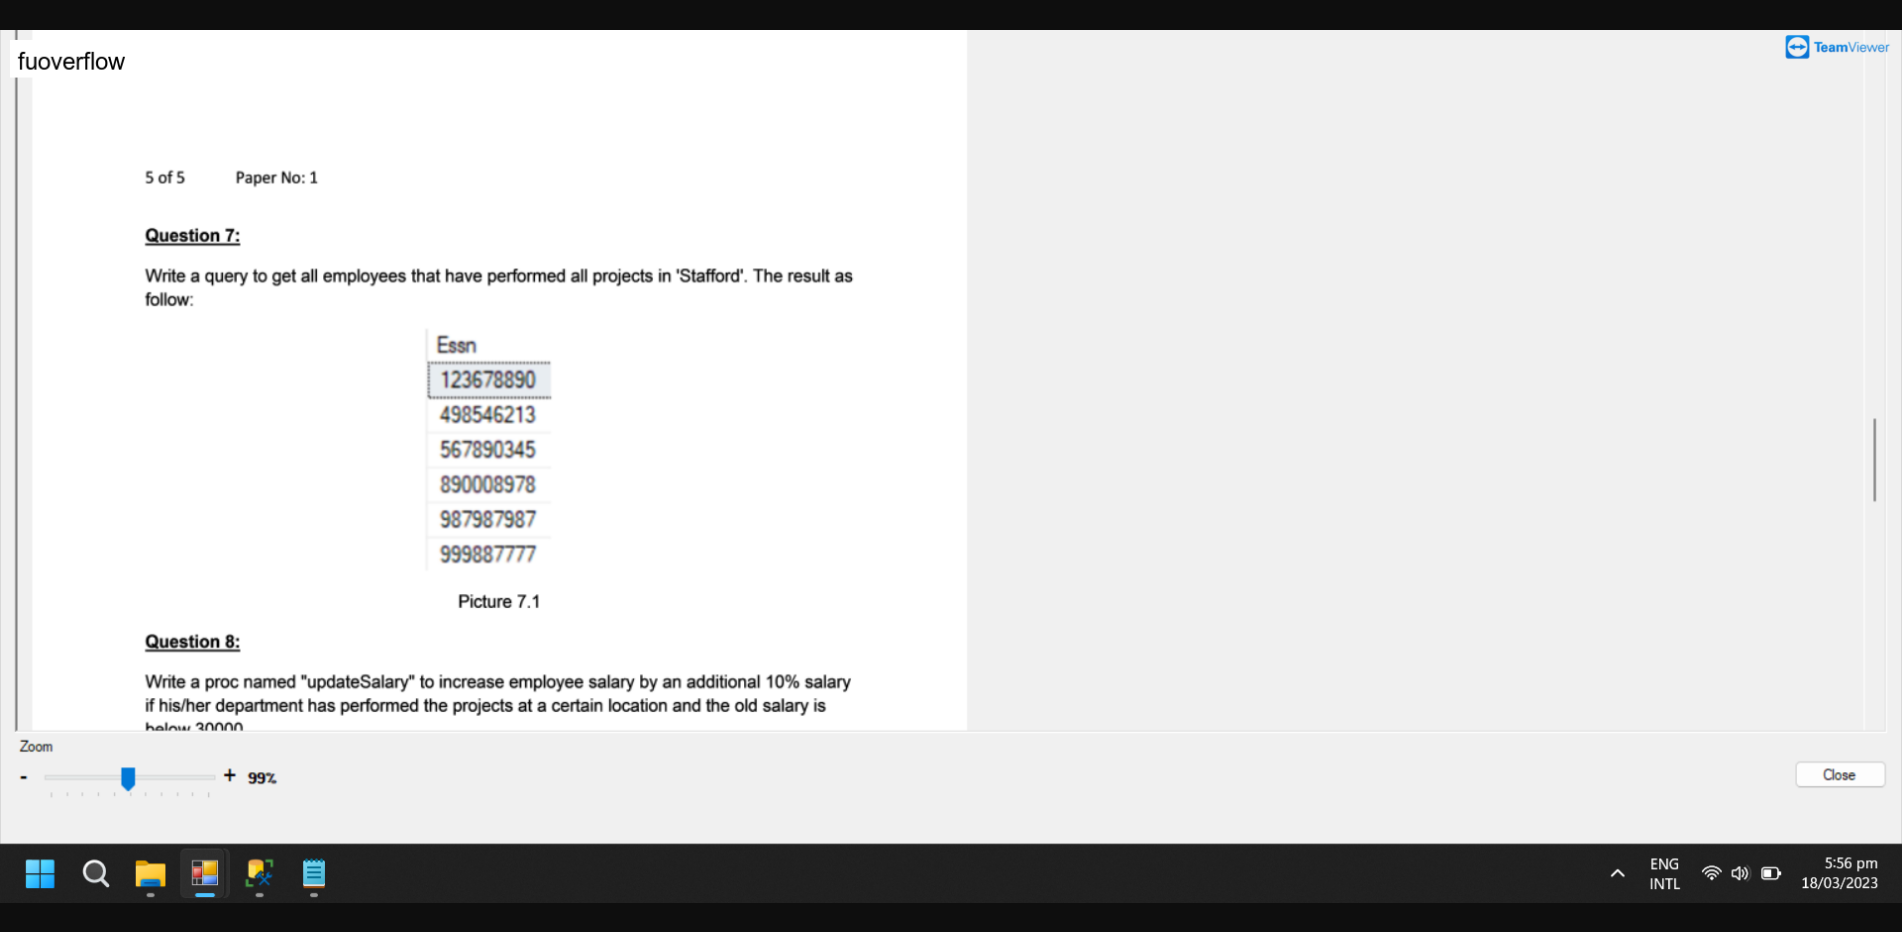 fuoverflow
TeamViewer
5 of 5 Paper No: 1
Question 7:
Write a query to get all employees that have performed all projects in 'Stafford'. The result as
follow:
Essn
123678890
498546213
567890345
890008978
987987987
999887777
Picture 7.1
Question 8:
Write a proc named "updateSalary" to increase employee salary by an additional 10% salary
if his/her department has performed the projects at a certain location and the old salary is
below 30000
Zoom
- + 99%
Close
ENG
INTL
5:56 pm
18/03/2023